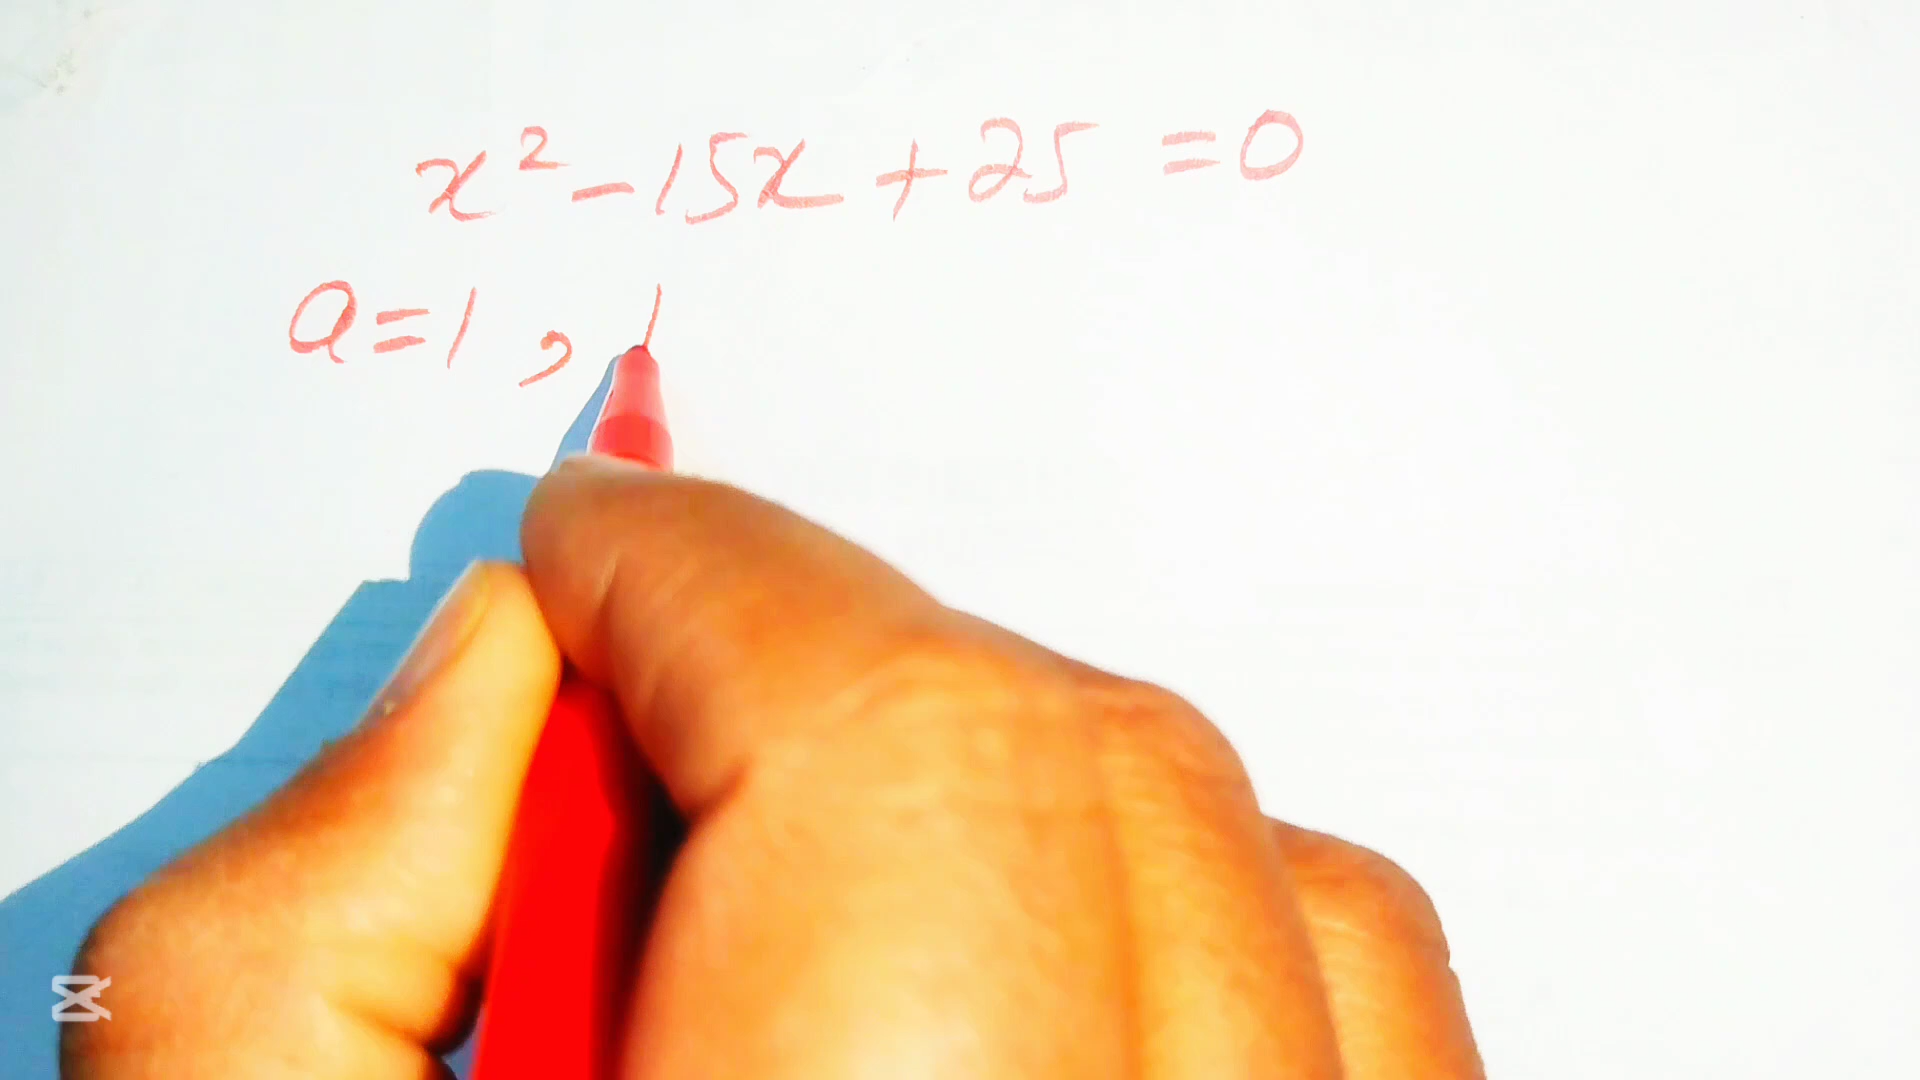 x² - 15x + 25 = 0
a = 1 ,